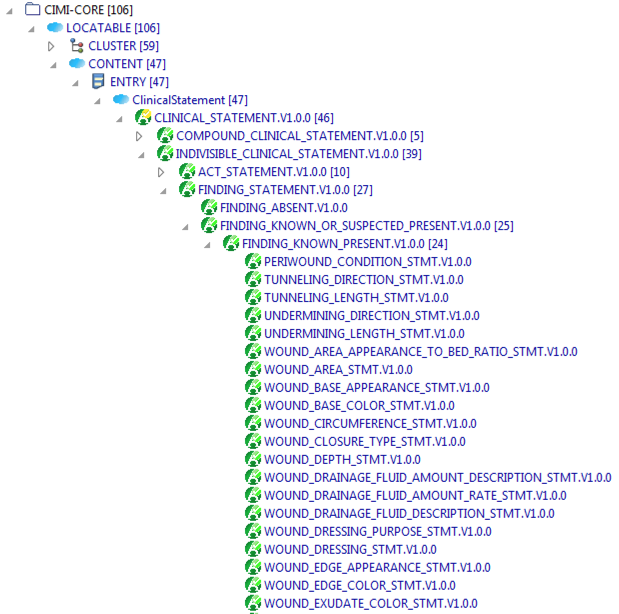 CIMI-CORE [106]
LOCATABLE [106]
CLUSTER [59]
CONTENT [47]
ENTRY [47]
ClinicalStatement [47]
CLINICAL_STATEMENT.V1.0.0 [46]
COMPOUND_CLINICAL_STATEMENT.V1.0.0 [5]
INDIVISIBLE_CLINICAL_STATEMENT.V1.0.0 [39]
ACT_STATEMENT.V1.0.0 [10]
FINDING_STATEMENT.V1.0.0 [27]
FINDING_ABSENT.V1.0.0
FINDING_KNOWN_OR_SUSPECTED_PRESENT.V1.0.0 [25]
FINDING_KNOWN_PRESENT.V1.0.0 [24]
PERIWOUND_CONDITION_STMT.V1.0.0
TUNNELING_DIRECTION_STMT.V1.0.0
TUNNELING_LENGTH_STMT.V1.0.0
UNDERMINING_DIRECTION_STMT.V1.0.0
UNDERMINING_LENGTH_STMT.V1.0.0
WOUND_AREA_APPEARANCE_TO_BED_RATIO_STMT.V1.0.0
WOUND_AREA_STMT.V1.0.0
WOUND_BASE_APPEARANCE_STMT.V1.0.0
WOUND_BASE_COLOR_STMT.V1.0.0
WOUND_CIRCUMFERENCE_STMT.V1.0.0
WOUND_CLOSURE_TYPE_STMT.V1.0.0
WOUND_DEPTH_STMT.V1.0.0
WOUND_DRAINAGE_FLUID_AMOUNT_DESCRIPTION_STMT.V1.0.0
WOUND_DRAINAGE_FLUID_AMOUNT_RATE_STMT.V1.0.0
WOUND_DRAINAGE_FLUID_DESCRIPTION_STMT.V1.0.0
WOUND_DRESSING_PURPOSE_STMT.V1.0.0
WOUND_DRESSING_STMT.V1.0.0
WOUND_EDGE_APPEARANCE_STMT.V1.0.0
WOUND_EDGE_COLOR_STMT.V1.0.0
WOUND_EXUDATE_COLOR_STMT.V1.0.0